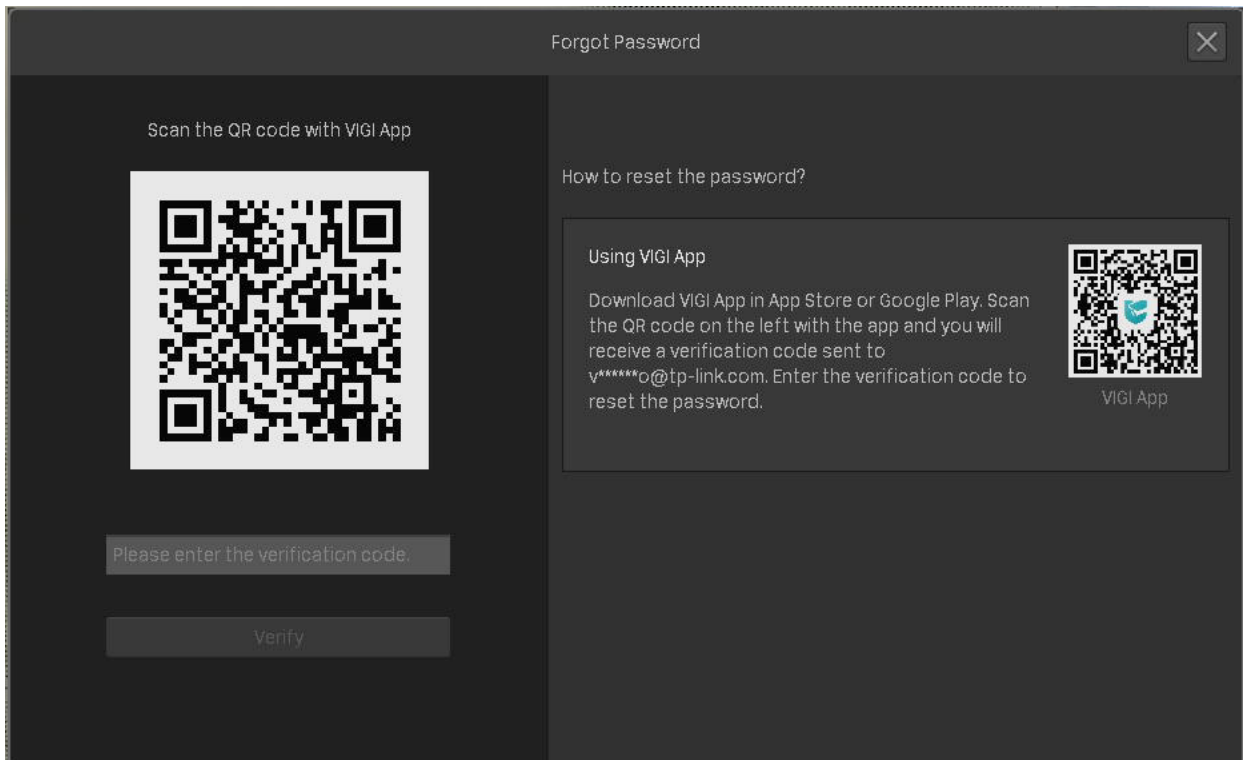 Forgot Password
Scan the QR code with VIGI App
Please enter the verification code.
Verify
How to reset the password?
Using VIGI App
Download VIGI App in App Store or Google Play. Scan
the QR code on the left with the app and you will
receive a verification code sent to
v******o@tp-link.com. Enter the verification code to
reset the password.
VIGI App